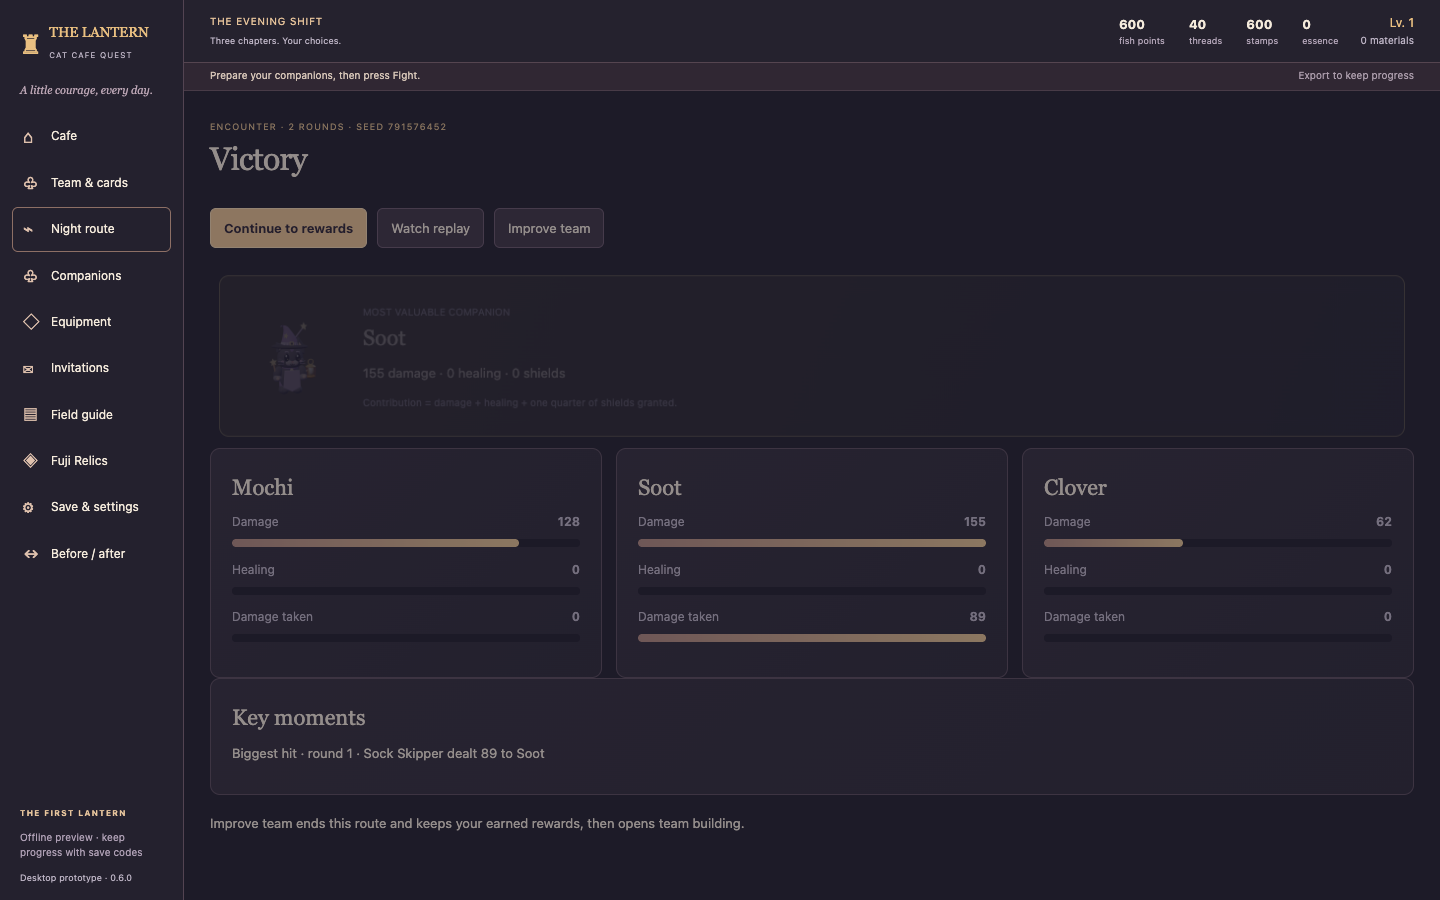 THE LANTERN
CAT CAFE QUEST
A little courage, every day.
Cafe
Team & cards
Night route
Companions
Equipment
Invitations
Field guide
Fuji Relics
Save & settings
Before / after
THE FIRST LANTERN
Offline preview · keep
progress with save codes
Desktop prototype · 0.6.0
THE EVENING SHIFT
Three chapters. Your choices.
600 40 600 0 Lv. 1
fish points threads stamps essence 0 materials
Prepare your companions, then press Fight. Export to keep progress
ENCOUNTER · 2 ROUNDS · SEED 791576452
Victory
Continue to rewards Watch replay Improve team
MOST VALUABLE COMPANION
Soot
155 damage · 0 healing · 0 shields
Contribution = damage + healing + one quarter of shields granted.
Mochi
Damage 128
Healing 0
Damage taken 0
Soot
Damage 155
Healing 0
Damage taken 89
Clover
Damage 62
Healing 0
Damage taken 0
Key moments
Biggest hit · round 1 · Sock Skipper dealt 89 to Soot
Improve team ends this route and keeps your earned rewards, then opens team building.